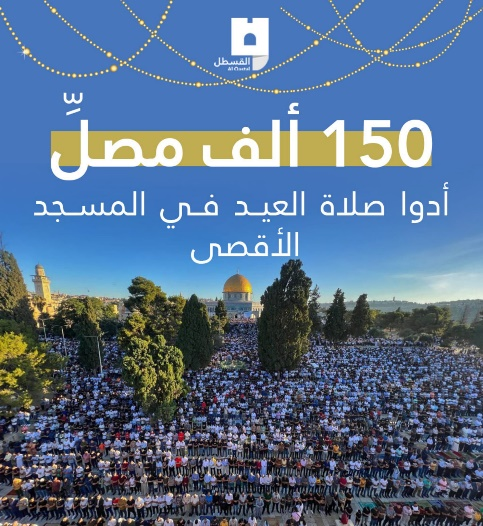 القسطل
Al Qastal
150 ألف مصلِّ
أدوا صلاة العيد في المسجد
الأقصى